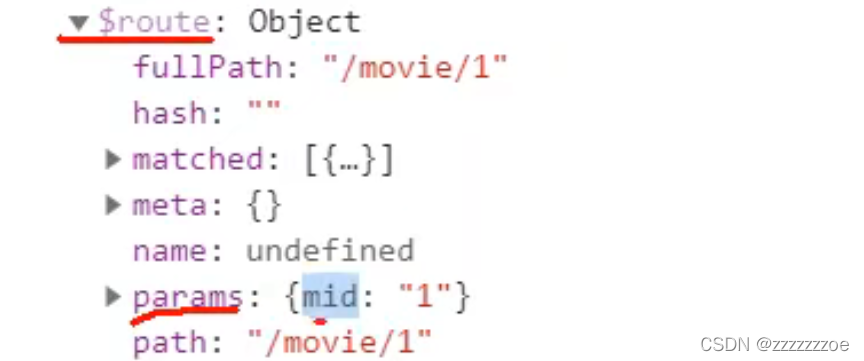 ▼ $route: Object
fullPath: "/movie/1"
hash: ""
▶ matched: [{…}]
▶ meta: {}
name: undefined
▶ params: {mid: "1"}
path: "/movie/1"
CSDN @zzzzzzzoe